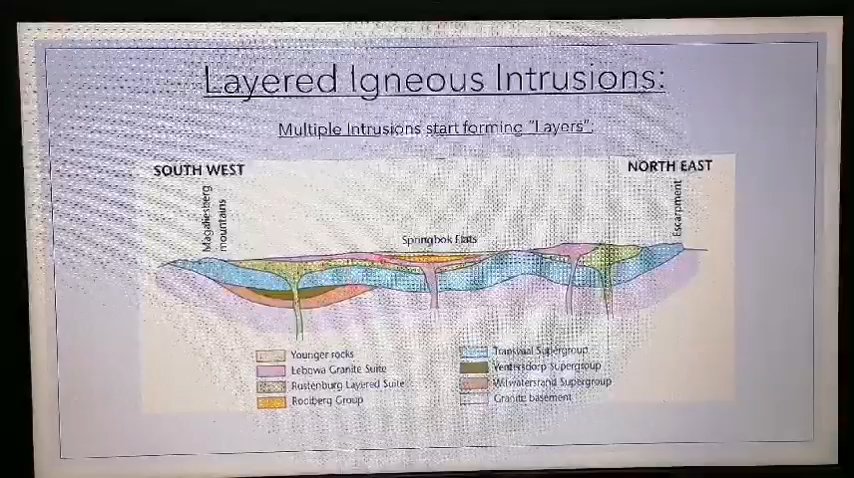 Layered Igneous Intrusions:
Multiple Intrusions start forming "Layers":
SOUTH WEST
NORTH EAST
Magaliesberg
mountains
Springbok Flats
Escarpment
Younger rocks
Lebowa Granite Suite
Rustenburg Layered Suite
Rooiberg Group
Transvaal Supergroup
Ventersdorp Supergroup
Witwatersrand Supergroup
Granite basement